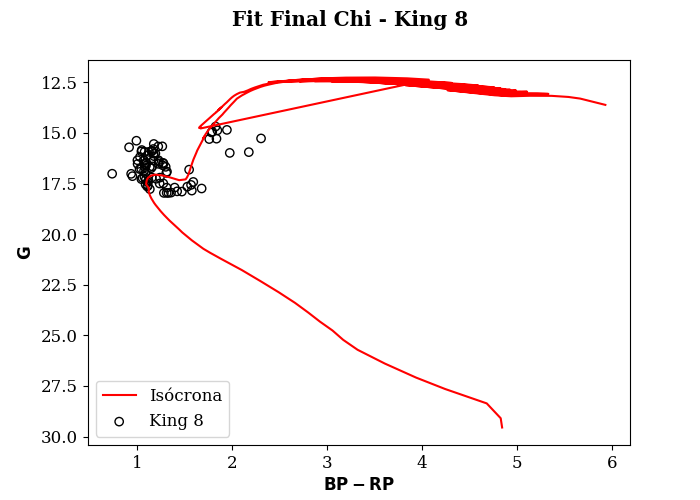 Fit Final Chi - King 8
12.5
15.0
17.5
20.0
22.5
25.0
27.5
30.0
G
Isócrona
King 8
1 2 3 4 5 6
BP − RP